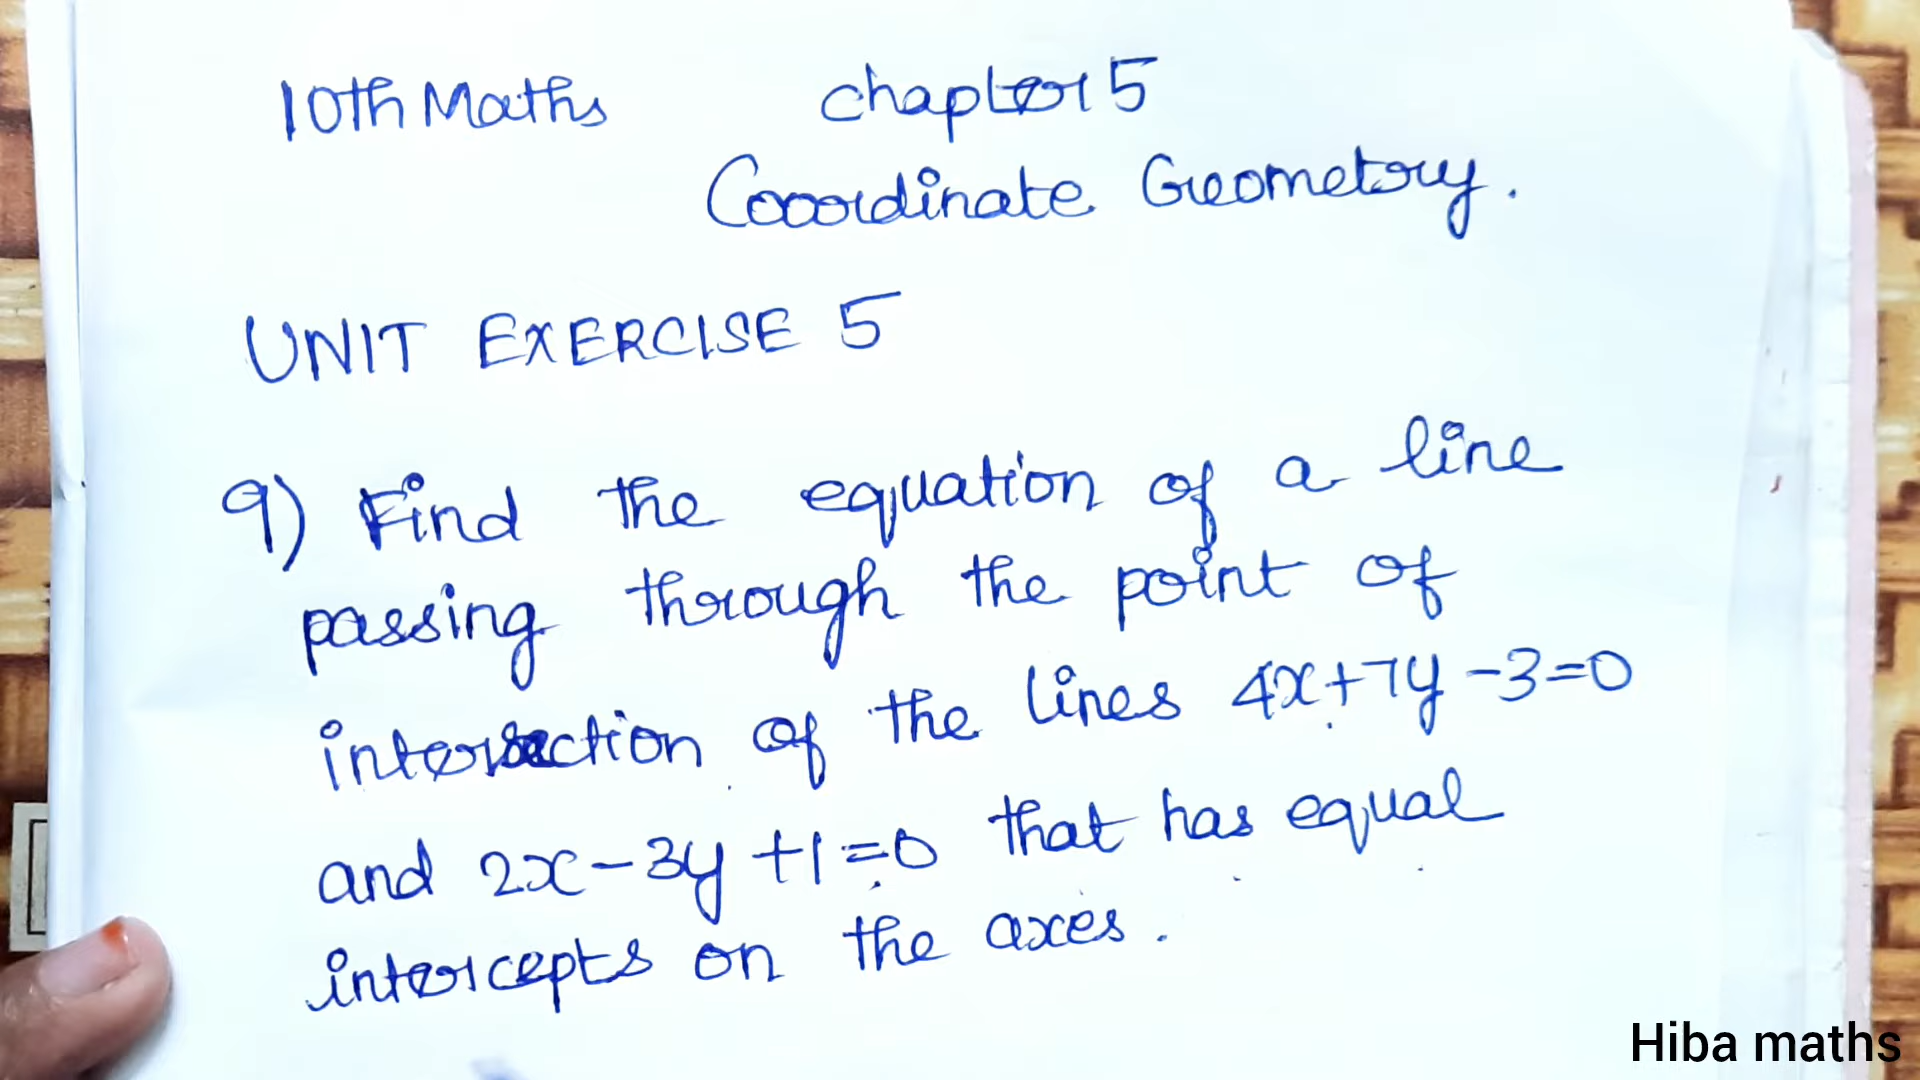 10th Maths chapter 5
Cooordinate Geometry.
UNIT EXERCISE 5
9) Find the equation of a line
passing through the point of
intersection of the lines 4x+7y-3=0
and 2x-3y+1=0 that has equal
intercepts on the axes.
Hiba maths